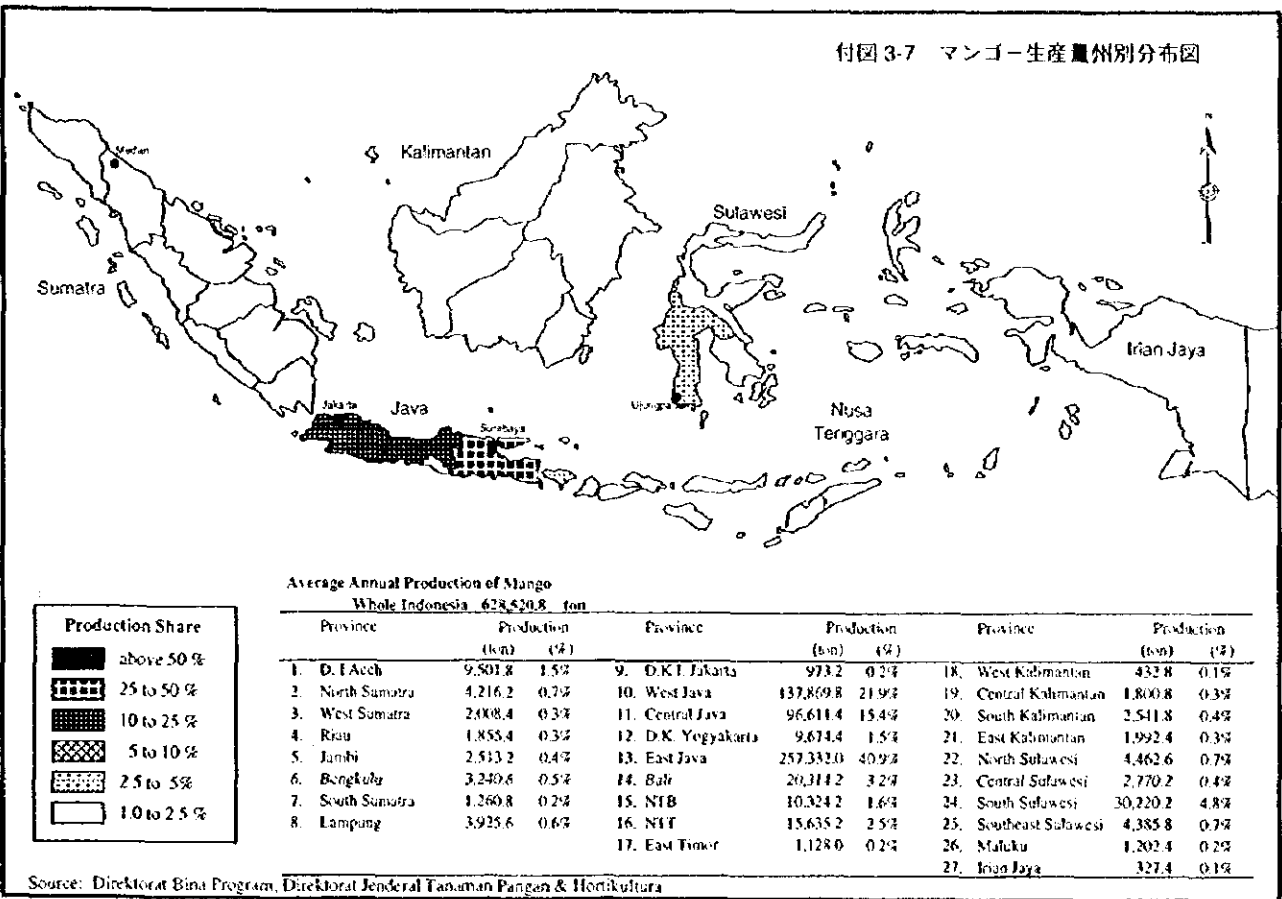 付図 3-7 マンゴー生産量州別分布図
Medan
Kalimantan
Sulawesi
Sumatra
Irian Jaya
Jakarta
Java
Surabaya
Nusa
Tenggara
Average Annual Production of Mango
Whole Indonesia 628,520.8 ton
Production Share
above 50 %
25 to 50 %
10 to 25 %
5 to 10 %
2.5 to 5%
1.0 to 2.5 %
Province Production Province Production Province Production
(ton) (%) (ton) (%) (ton) (%)
1. D.I Aceh 9,501.8 1.5% 9. D.K.I. Jakarta 973.2 0.2% 18. West Kalimantan 432.8 0.1%
2. North Sumatra 4,216.2 0.7% 10. West Java 137,869.8 21.9% 19. Central Kalimantan 1,800.8 0.3%
3. West Sumatra 2,008.4 0.3% 11. Central Java 96,611.4 15.4% 20. South Kalimantan 2,541.8 0.4%
4. Riau 1,855.4 0.3% 12. D.K. Yogyakarta 9,674.4 1.5% 21. East Kalimantan 1,992.4 0.3%
5. Jambi 2,513.2 0.4% 13. East Java 257,332.0 40.9% 22. North Sulawesi 4,462.6 0.7%
6. Bengkulu 3,240.6 0.5% 14. Bali 20,314.2 3.2% 23. Central Sulawesi 2,770.2 0.4%
7. South Sumatra 1,260.8 0.2% 15. NTB 10,324.2 1.6% 24. South Sulawesi 30,220.2 4.8%
8. Lampung 3,925.6 0.6% 16. NTT 15,635.2 2.5% 25. Southeast Sulawesi 4,385.8 0.7%
17. East Timor 1,128.0 0.2% 26. Maluku 1,202.4 0.2%
27. Irian Jaya 327.4 0.1%
Source: Direktorat Bina Program, Direktorat Jenderal Tanaman Pangan & Hortikultura